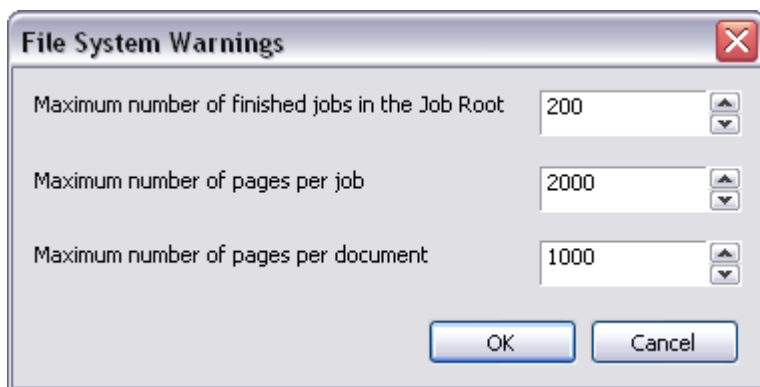 File System Warnings
Maximum number of finished jobs in the Job Root 200
Maximum number of pages per job 2000
Maximum number of pages per document 1000
OK Cancel